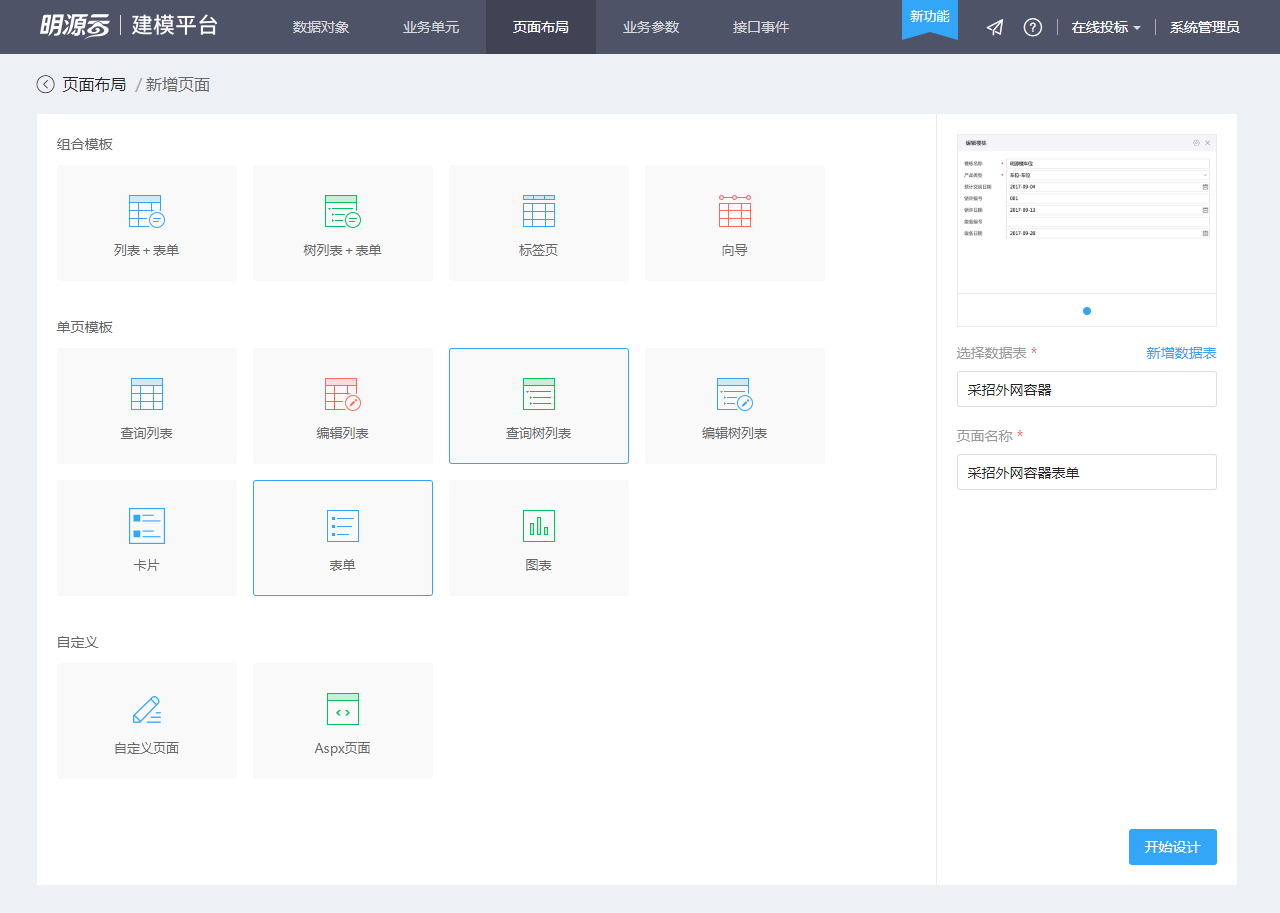 明源云 建模平台 数据对象 业务单元 页面布局 业务参数 接口事件 新功能 在线投标 系统管理员
页面布局 / 新增页面
组合模板
列表 + 表单 树列表 + 表单 标签页 向导
单页模板
查询列表 编辑列表 查询树列表 编辑树列表
卡片 表单 图表
自定义
自定义页面 Aspx页面
产品类型 * 车位-车位
2017-09-04
001
2017-09-13
2017-09-28
选择数据表 * 新增数据表
采招外网容器
页面名称 *
采招外网容器表单
开始设计